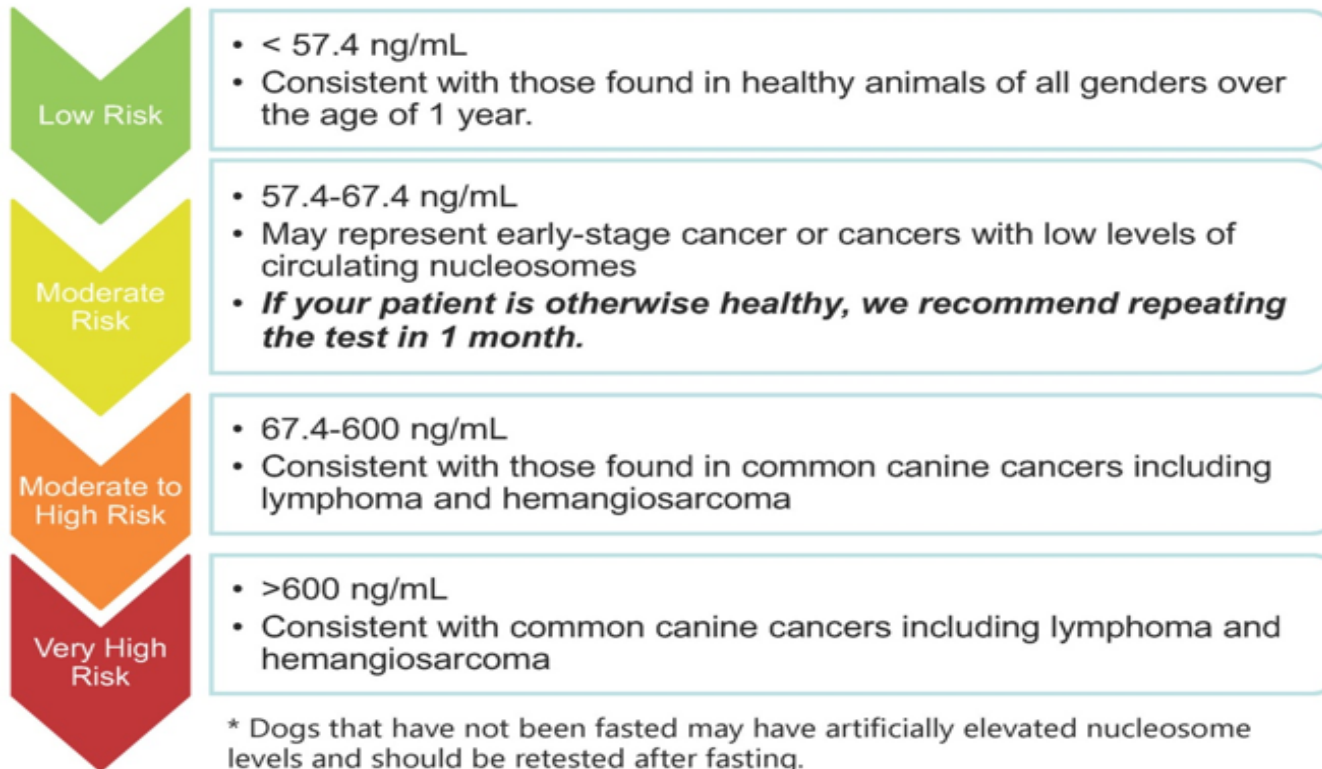 Low Risk
• < 57.4 ng/mL
• Consistent with those found in healthy animals of all genders over
the age of 1 year.
Moderate
Risk
• 57.4-67.4 ng/mL
• May represent early-stage cancer or cancers with low levels of
circulating nucleosomes
• If your patient is otherwise healthy, we recommend repeating
the test in 1 month.
Moderate to
High Risk
• 67.4-600 ng/mL
• Consistent with those found in common canine cancers including
lymphoma and hemangiosarcoma
Very High
Risk
• >600 ng/mL
• Consistent with common canine cancers including lymphoma and
hemangiosarcoma
* Dogs that have not been fasted may have artificially elevated nucleosome
levels and should be retested after fasting.